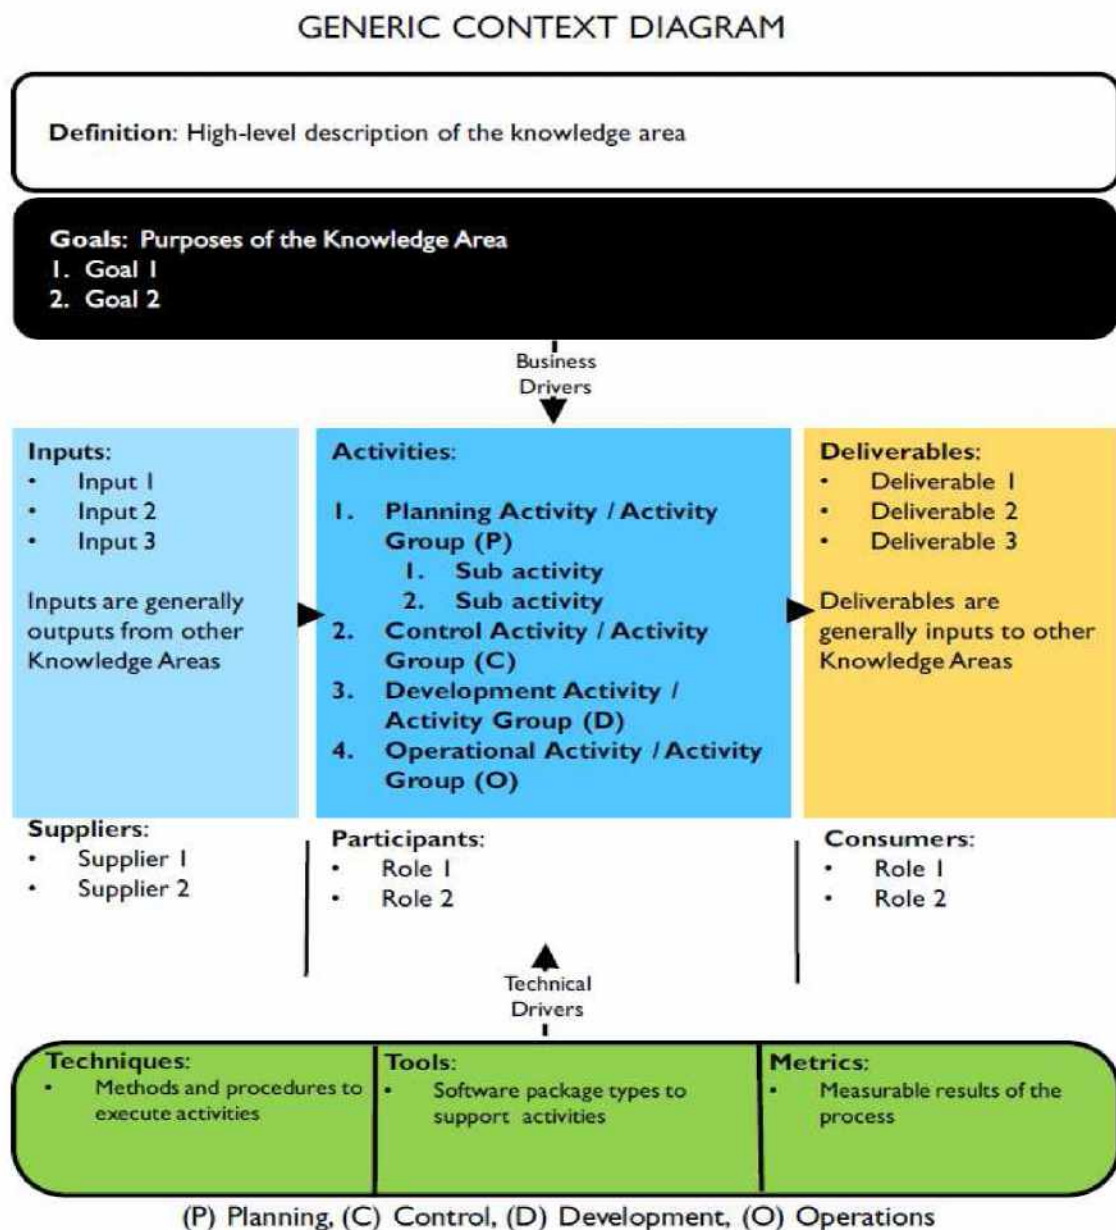 GENERIC CONTEXT DIAGRAM
Definition: High-level description of the knowledge area
Goals: Purposes of the Knowledge Area
1. Goal 1
2. Goal 2
Business
Drivers
Inputs:
• Input 1
• Input 2
• Input 3
Inputs are generally
outputs from other
Knowledge Areas
Activities:
1. Planning Activity / Activity
Group (P)
1. Sub activity
2. Sub activity
2. Control Activity / Activity
Group (C)
3. Development Activity /
Activity Group (D)
4. Operational Activity / Activity
Group (O)
Deliverables:
• Deliverable 1
• Deliverable 2
• Deliverable 3
Deliverables are
generally inputs to other
Knowledge Areas
Suppliers:
• Supplier 1
• Supplier 2
Participants:
• Role 1
• Role 2
Consumers:
• Role 1
• Role 2
Technical
Drivers
Techniques:
• Methods and procedures to
execute activities
Tools:
• Software package types to
support activities
Metrics:
• Measurable results of the
process
(P) Planning, (C) Control, (D) Development, (O) Operations